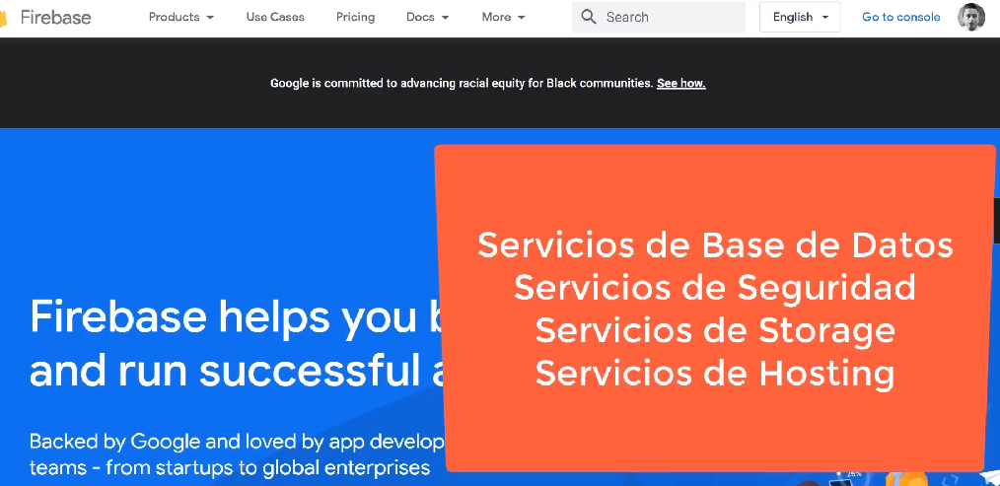 Firebase Products Use Cases Pricing Docs More Search English Go to console
Google is committed to advancing racial equity for Black communities. See how.
Servicios de Base de Datos
Servicios de Seguridad
Servicios de Storage
Servicios de Hosting
Firebase helps you
and run successful
Backed by Google and loved by app develop
teams - from startups to global enterprises
25%